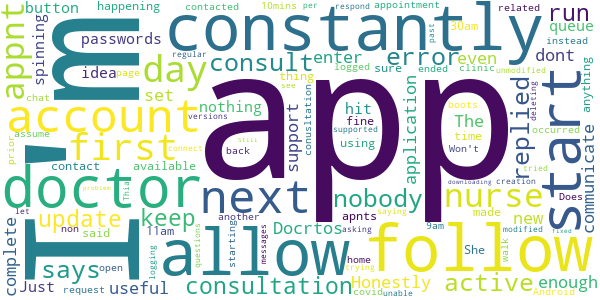 button happening contacted 10mins per respond appointment related
appnt spinning passwords constantly 30am past run queue
m idea page consult enter error even clinic dont instead
chat day set sure ended unmodified
account nothing thing see conusltation hit app logged start anything
assume versions fine application replied The roots occurred
first support using supported time Won't deleting
prior contact available connect back Still tried communicate
I'm doctor next nobody nurse
Thia problem downloading creation Does
update keep another Docrtos apnts saying made new modified fixed
complete let non said starting home asking She 9am walk
says 11am open logging questions messages allow trying follow
Just request useful consultation covid unable Honestly active Android enough
regular